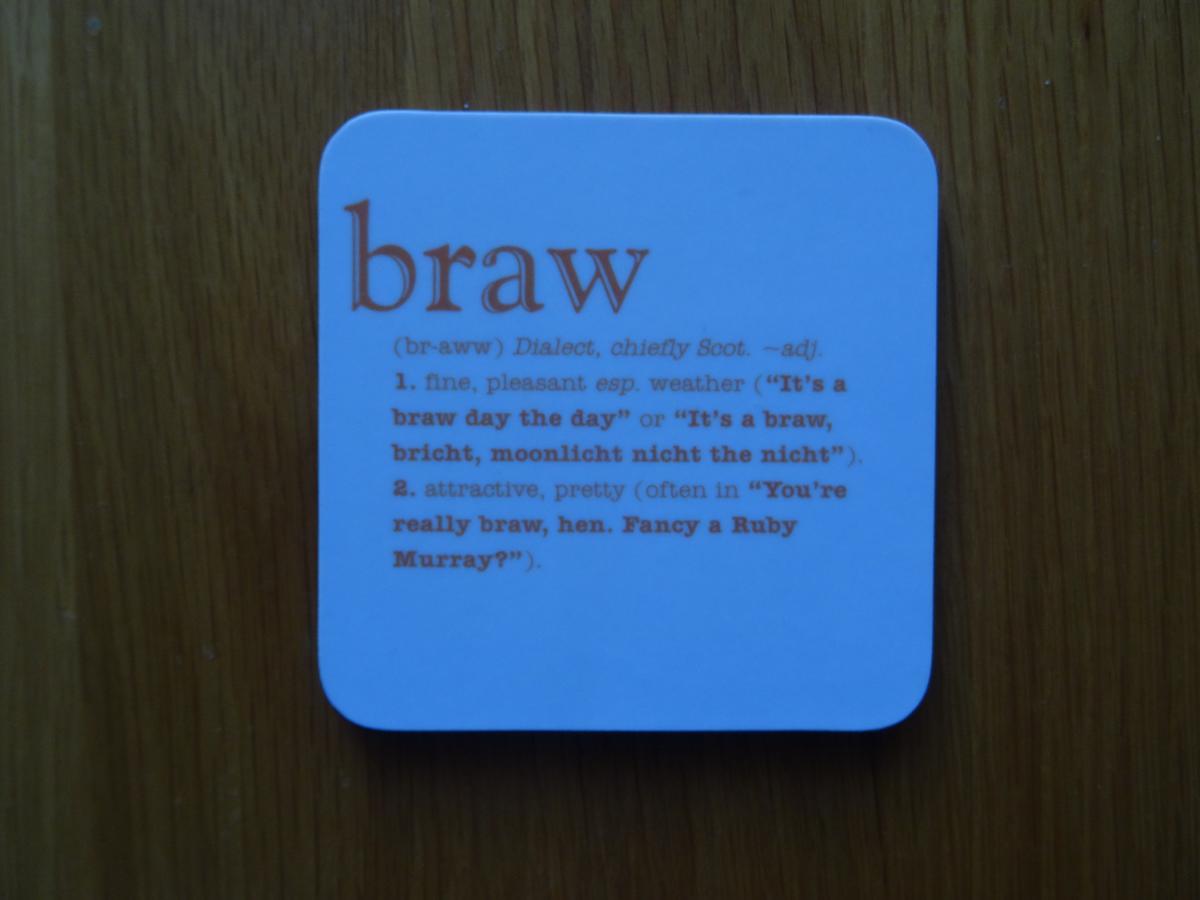 braw
(br-aww) Dialect, chiefly Scot. ~adj.
1. fine, pleasant esp. weather (“It’s a
braw day the day” or “It’s a braw,
bricht, moonlicht nicht the nicht”).
2. attractive, pretty (often in “You’re
really braw, hen. Fancy a Ruby
Murray?”).